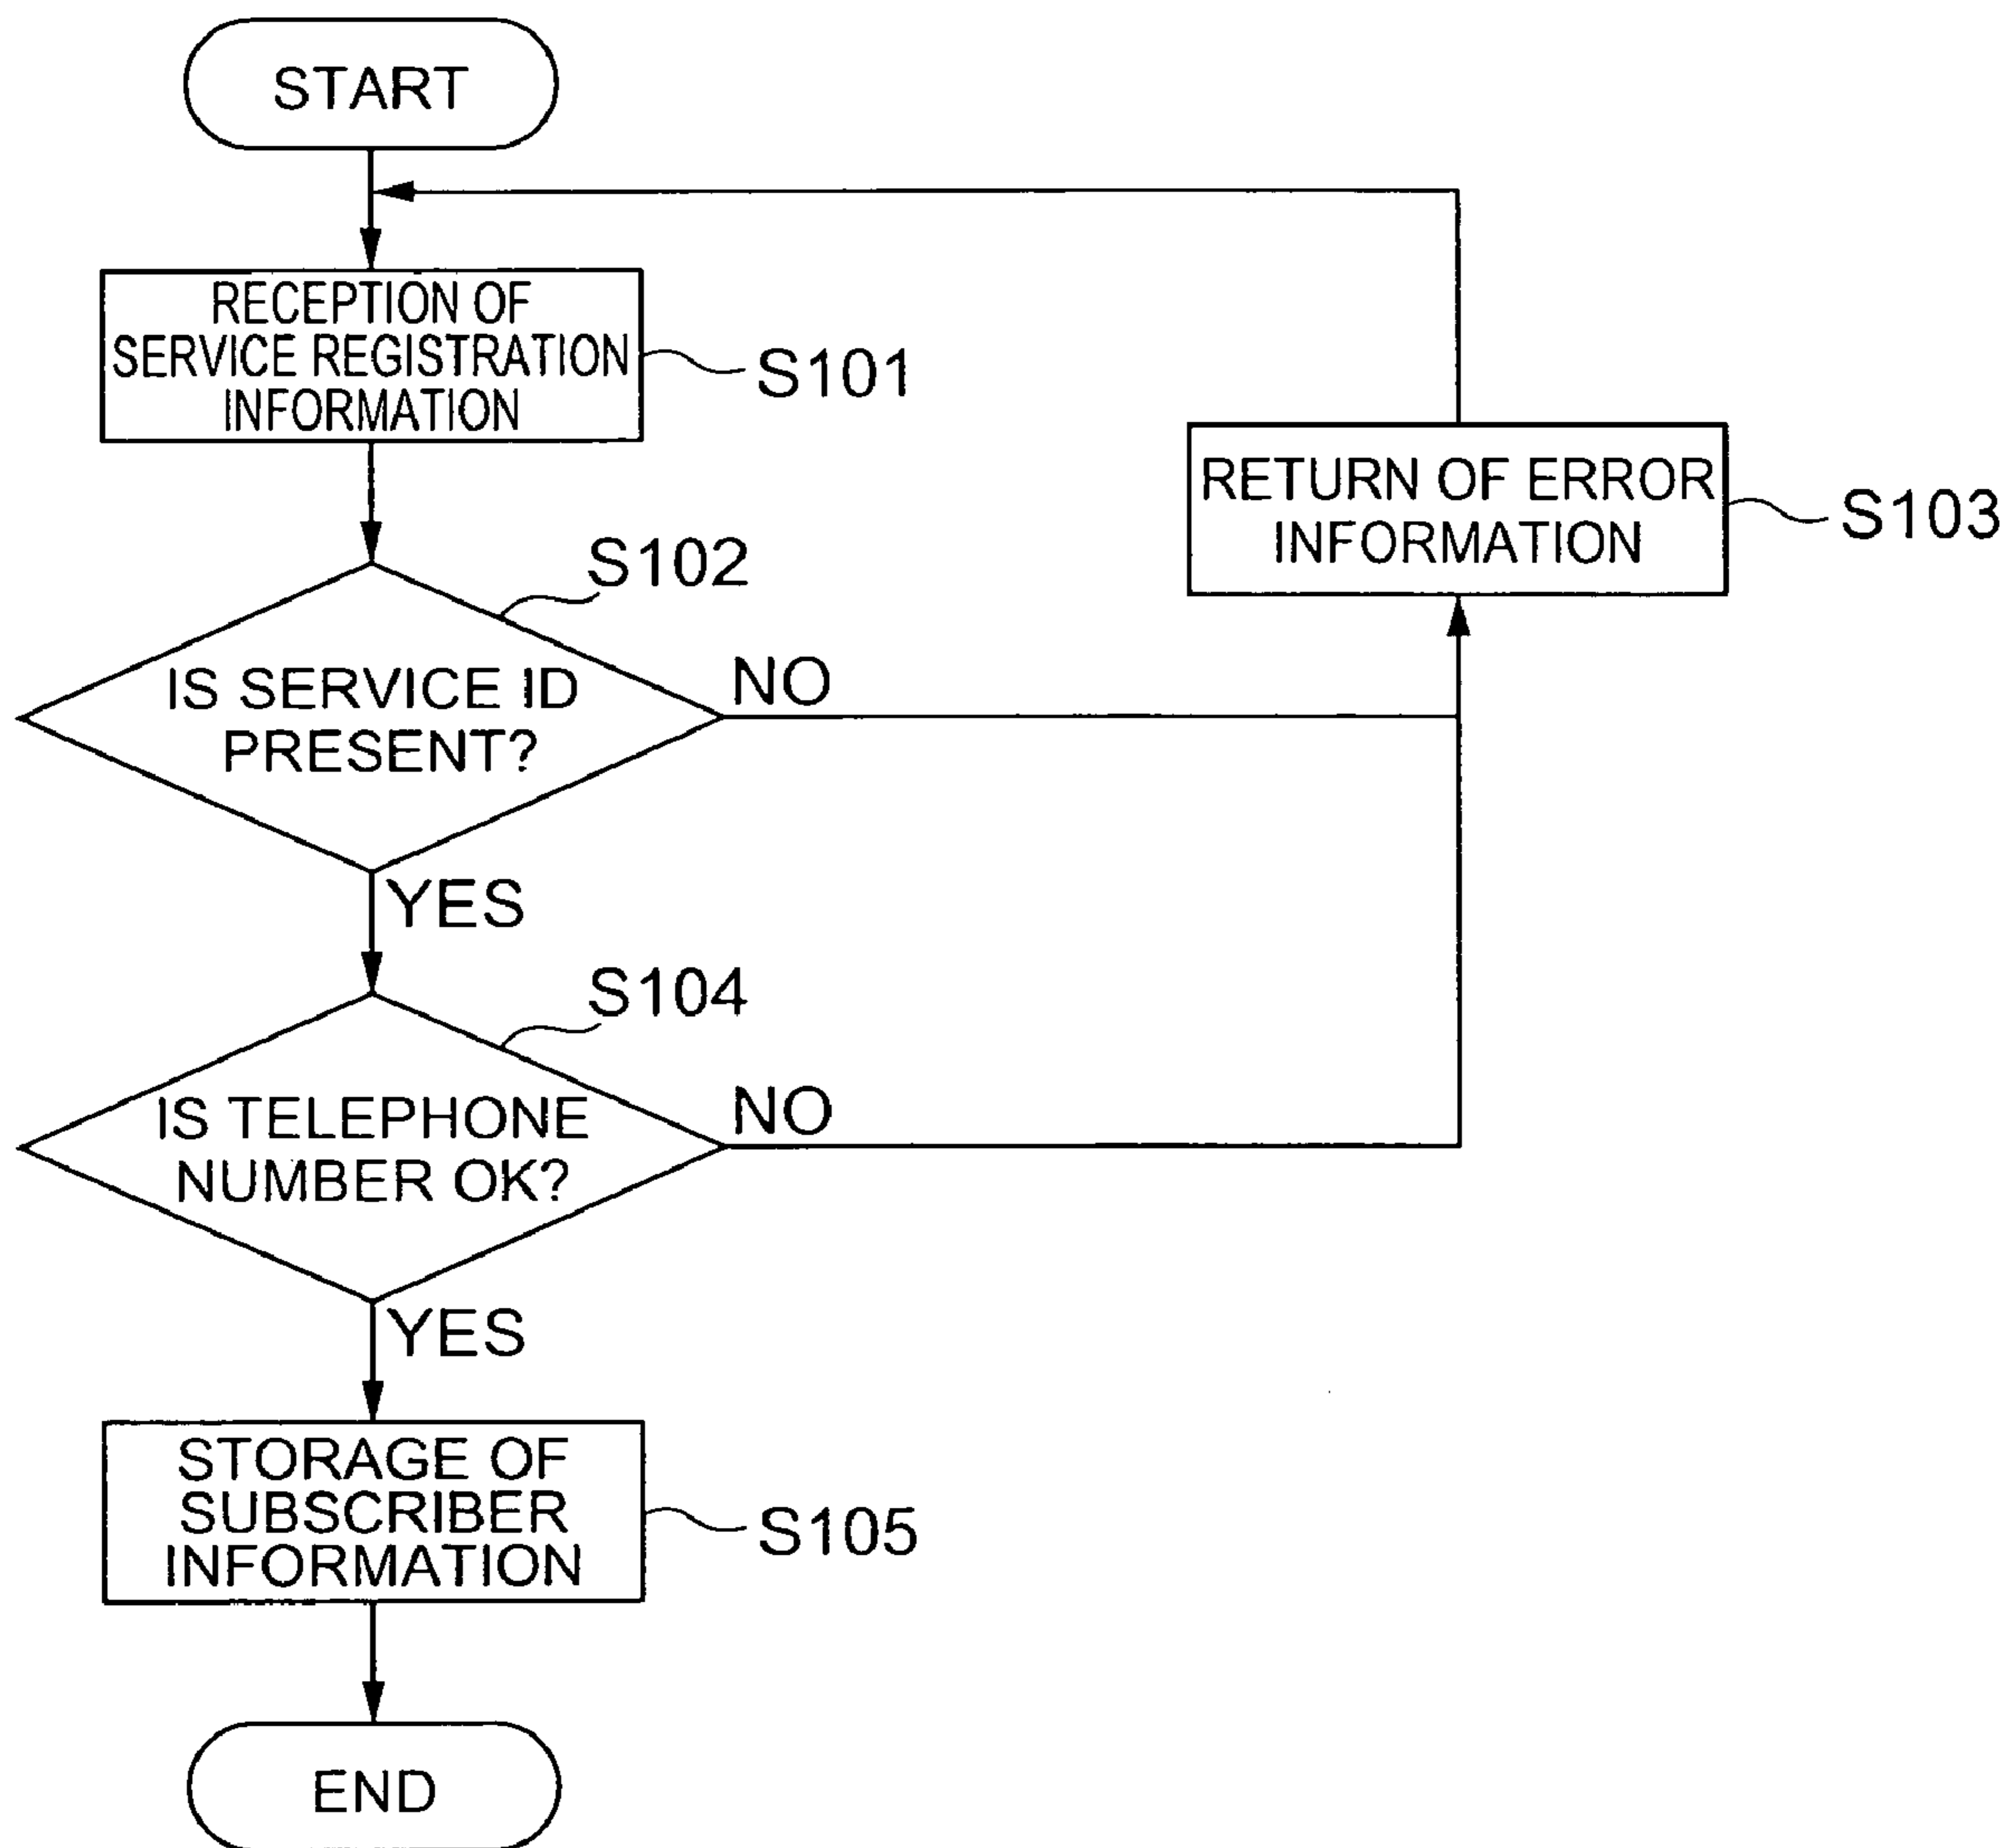 START
RECEPTION OF
SERVICE REGISTRATION
INFORMATION
S101
RETURN OF ERROR
INFORMATION
S103
S102
IS SERVICE ID
PRESENT?
NO
YES
S104
IS TELEPHONE
NUMBER OK?
NO
YES
STORAGE OF
SUBSCRIBER
INFORMATION
S105
END